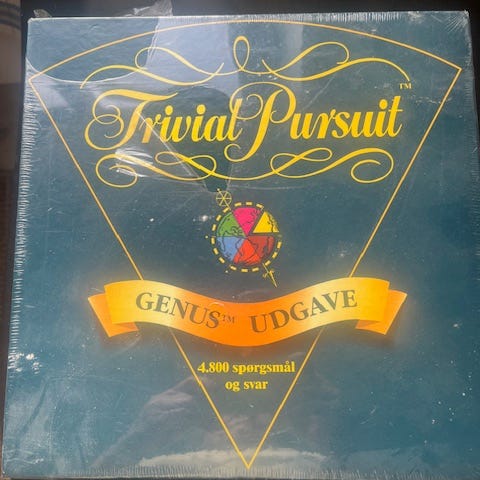 Trivial Pursuit™
GENUS™ UDGAVE
4.800 spørgsmål
og svar